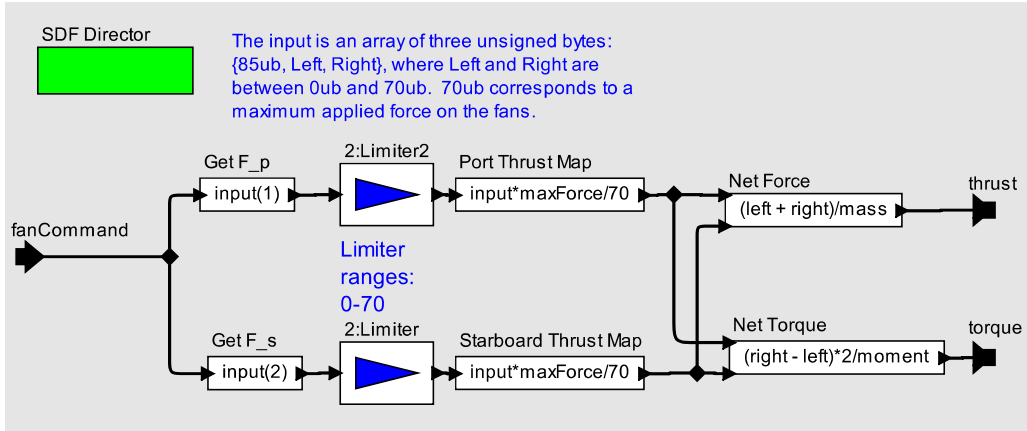 SDF Director
The input is an array of three unsigned bytes:
{85ub, Left, Right}, where Left and Right are
between 0ub and 70ub.  70ub corresponds to a
maximum applied force on the fans.
Get F_p
input(1)
2:Limiter2
Port Thrust Map
input*maxForce/70
Net Force
(left + right)/mass
thrust
fanCommand
Limiter
ranges:
0-70
Get F_s
input(2)
2:Limiter
Starboard Thrust Map
input*maxForce/70
Net Torque
(right - left)*2/moment
torque